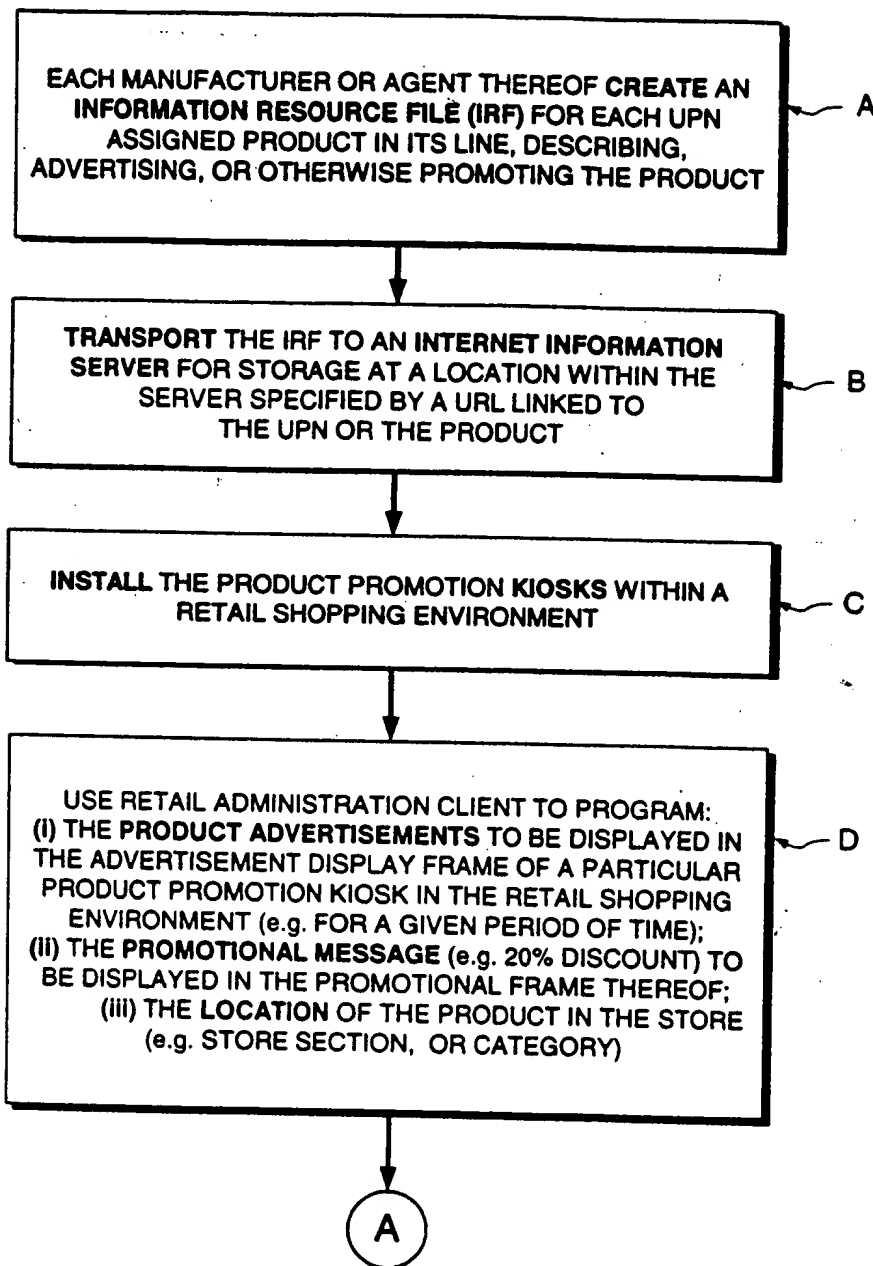 EACH MANUFACTURER OR AGENT THEREOF CREATE AN
INFORMATION RESOURCE FILE (IRF) FOR EACH UPN
ASSIGNED PRODUCT IN ITS LINE, DESCRIBING,
ADVERTISING, OR OTHERWISE PROMOTING THE PRODUCT
A
TRANSPORT THE IRF TO AN INTERNET INFORMATION
SERVER FOR STORAGE AT A LOCATION WITHIN THE
SERVER SPECIFIED BY A URL LINKED TO
THE UPN OR THE PRODUCT
B
INSTALL THE PRODUCT PROMOTION KIOSKS WITHIN A
RETAIL SHOPPING ENVIRONMENT
C
USE RETAIL ADMINISTRATION CLIENT TO PROGRAM:
(i) THE PRODUCT ADVERTISEMENTS TO BE DISPLAYED IN
THE ADVERTISEMENT DISPLAY FRAME OF A PARTICULAR
PRODUCT PROMOTION KIOSK IN THE RETAIL SHOPPING
ENVIRONMENT (e.g. FOR A GIVEN PERIOD OF TIME);
(ii) THE PROMOTIONAL MESSAGE (e.g. 20% DISCOUNT) TO
BE DISPLAYED IN THE PROMOTIONAL FRAME THEREOF;
(iii) THE LOCATION OF THE PRODUCT IN THE STORE
(e.g. STORE SECTION, OR CATEGORY)
D
A